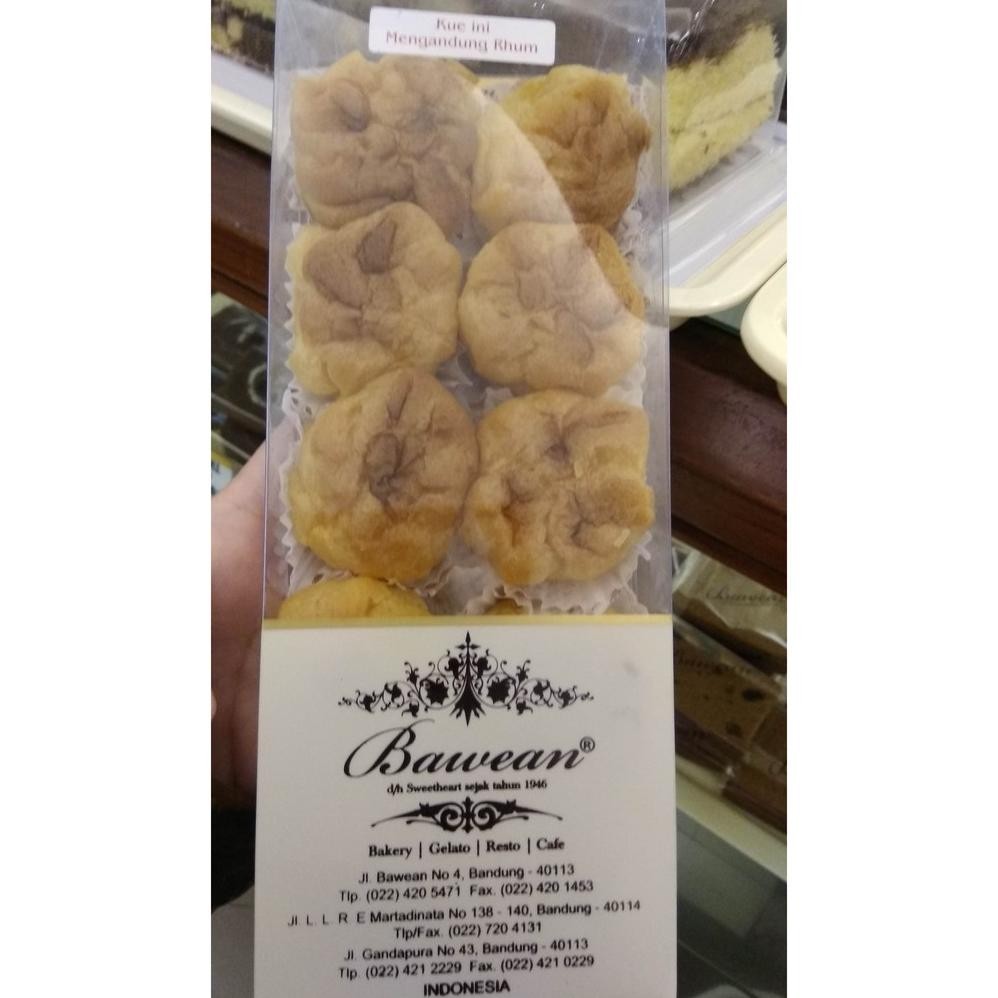 Kue ini
Mengandung Rhum
Bawean®
d/h Sweetheart sejak tahun 1946
Bakery | Gelato | Resto | Cafe
Jl. Bawean No 4, Bandung - 40113
Tlp. (022) 420 5471 Fax. (022) 420 1453
Jl. L. L. R E Martadinata No 138 - 140, Bandung - 40114
Tlp/Fax. (022) 720 4131
Jl. Gandapura No 43, Bandung - 40113
Tlp. (022) 421 2229 Fax. (022) 421 0229
INDONESIA
Bawean
Bawean